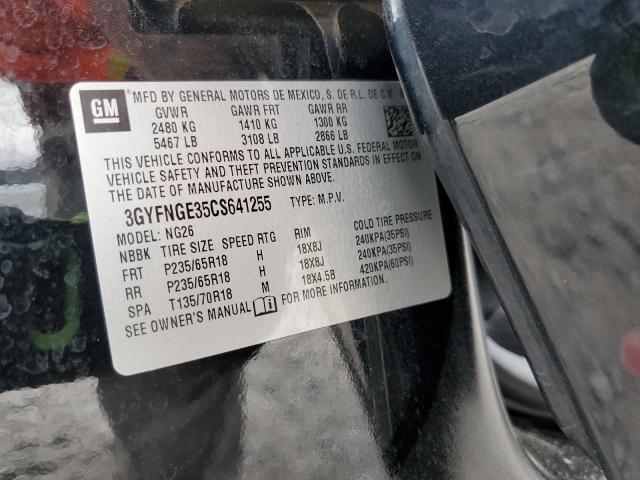 GM
MFD BY GENERAL MOTORS DE MEXICO, S. DE R.L. DE C.V.
GVWR GAWR FRT GAWR RR
2480 KG 1410 KG 1300 KG
5467 LB 3108 LB 2866 LB
THIS VEHICLE CONFORMS TO ALL APPLICABLE U.S. FEDERAL MOTOR
VEHICLE SAFETY AND THEFT PREVENTION STANDARDS IN EFFECT ON
THE DATE OF MANUFACTURE SHOWN ABOVE.
3GYFNGE35CS641255 TYPE: M.P.V.
MODEL: NG26
NBBK TIRE SIZE SPEED RTG RIM COLD TIRE PRESSURE
FRT P235/65R18 H 18X8J 240KPA(35PSI)
RR P235/65R18 H 18X8J 240KPA(35PSI)
SPA T135/70R18 M 18X4.5B 420KPA(60PSI)
SEE OWNER'S MANUAL FOR MORE INFORMATION.